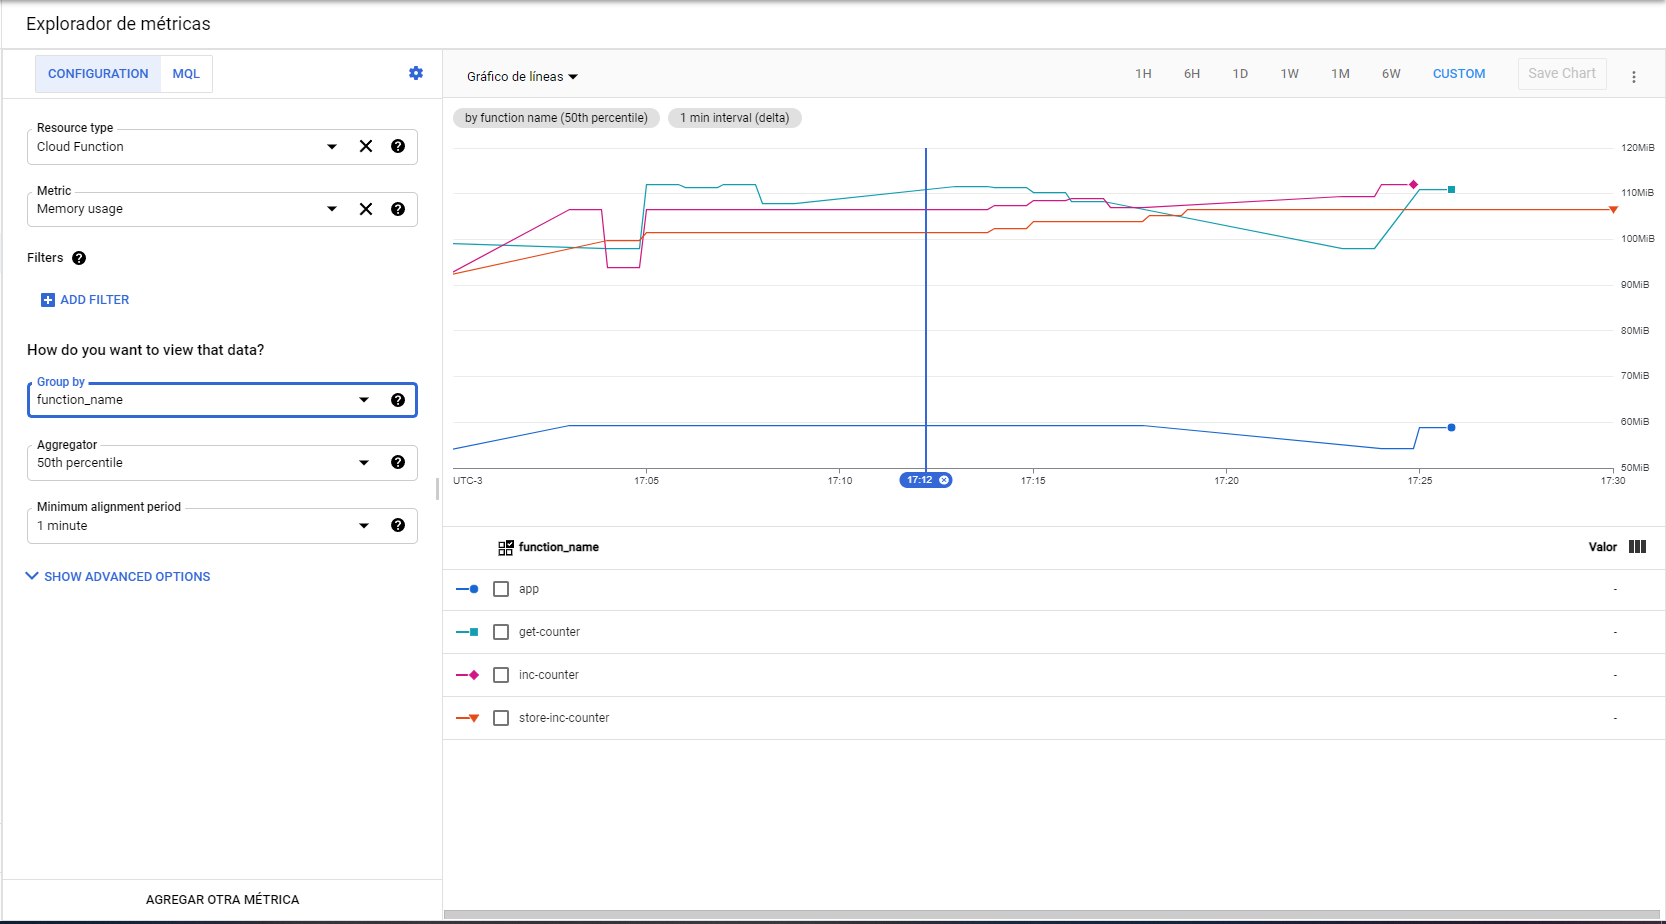 Explorador de métricas
CONFIGURATION MQL
Resource type
Cloud Function
Metric
Memory usage
Filters
ADD FILTER
How do you want to view that data?
Group by
function_name
Aggregator
50th percentile
Minimum alignment period
1 minute
SHOW ADVANCED OPTIONS
AGREGAR OTRA MÉTRICA
Gráfico de líneas
1H 6H 1D 1W 1M 6W CUSTOM Save Chart
by function name (50th percentile) 1 min interval (delta)
120MiB
110MiB
100MiB
90MiB
80MiB
70MiB
60MiB
50MiB
UTC-3 17:05 17:10 17:12 17:15 17:20 17:25 17:30
function_name Valor
app -
get-counter -
inc-counter -
store-inc-counter -